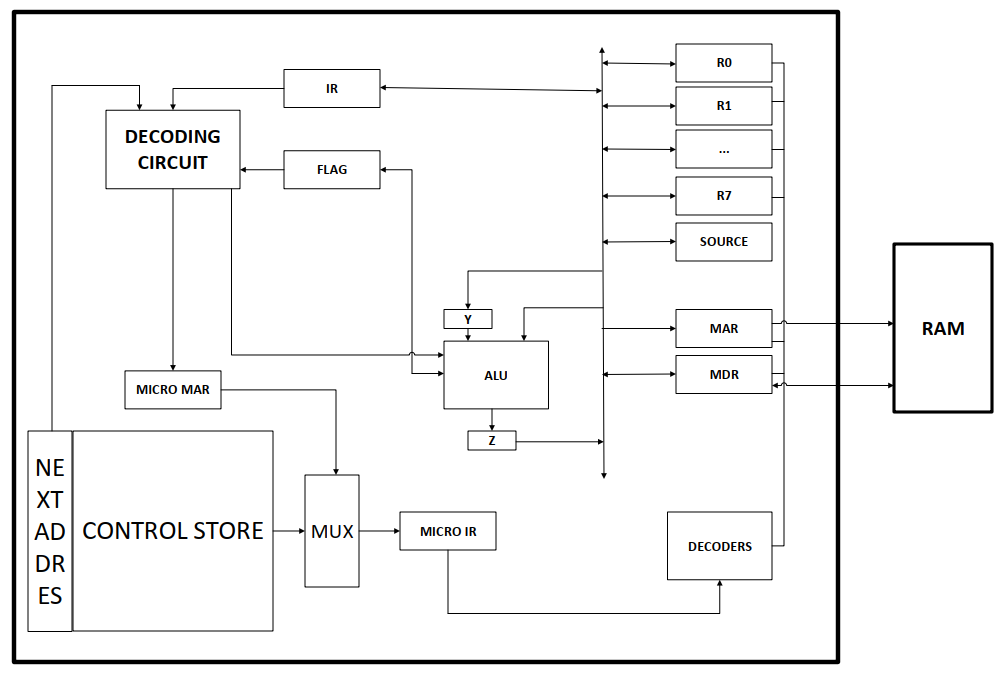 R0
IR
R1
DECODING
CIRCUIT
...
FLAG
R7
SOURCE
Y
MAR
RAM
ALU
MDR
MICRO MAR
Z
NE
XT
AD
DR
ES
CONTROL STORE
MUX
MICRO IR
DECODERS